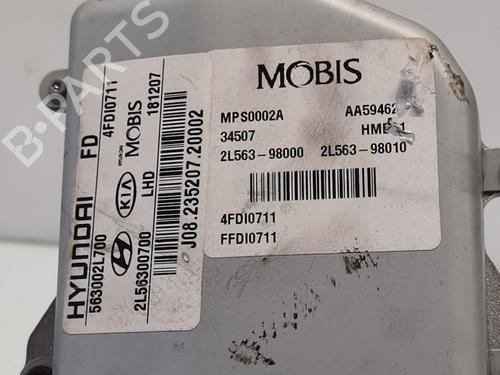 B-PARTS
HYUNDAI FD 4FDI0711
563002L700 HYUNDAI KIA MOBIS 181207
2L56300700 LHD
J08.235207.20002
MOBIS
MPS0002A AA59462
34507
2L563-98000 2L563-98010
4FDI0711
FFDI0711